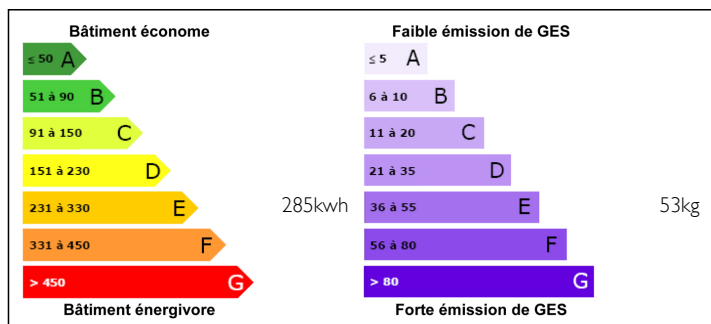 Bâtiment économe
≤ 50 A
51 à 90 B
91 à 150 C
151 à 230 D
231 à 330 E
285kwh
331 à 450 F
> 450 G
Bâtiment énergivore
Faible émission de GES
≤ 5 A
6 à 10 B
11 à 20 C
21 à 35 D
36 à 55 E
53kg
56 à 80 F
> 80 G
Forte émission de GES